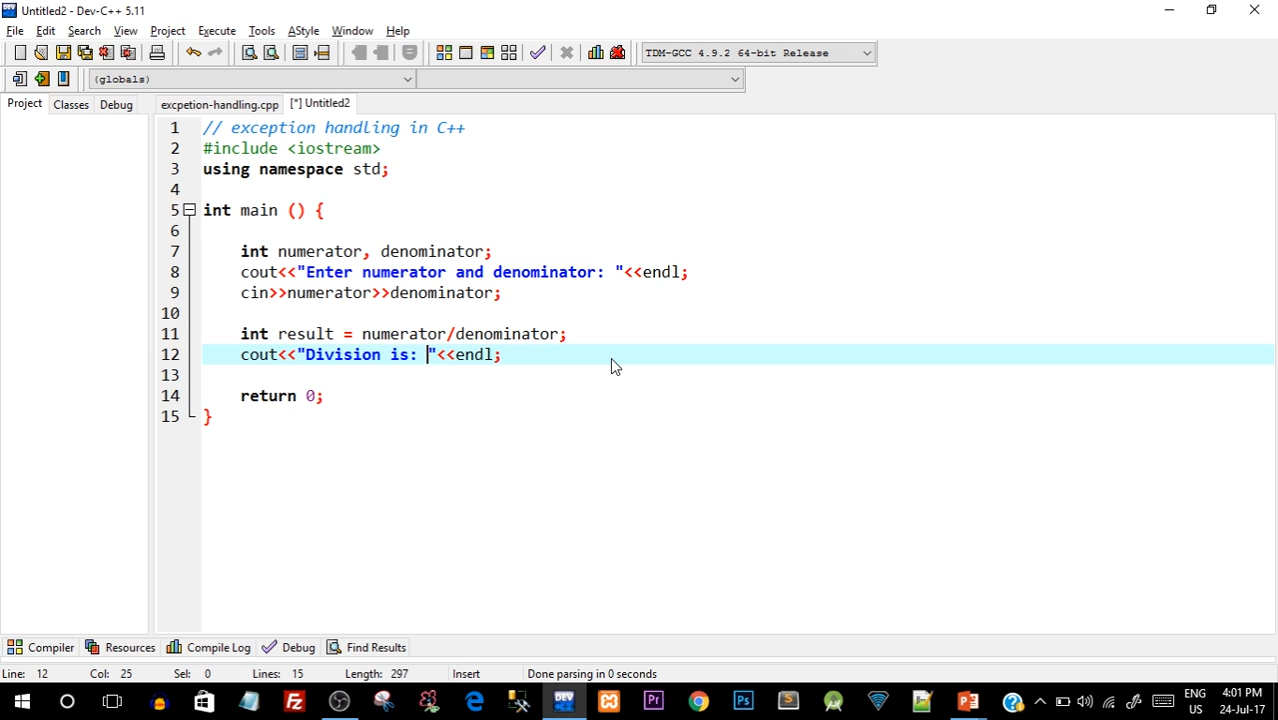 Untitled2 - Dev-C++ 5.11
File Edit Search View Project Execute Tools AStyle Window Help
TDM-GCC 4.9.2 64-bit Release
(globals)
Project Classes Debug excpetion-handling.cpp [*] Untitled2
1 // exception handling in C++
2 #include <iostream>
3 using namespace std;
4
5 int main () {
6
7 int numerator, denominator;
8 cout<<"Enter numerator and denominator: "<<endl;
9 cin>>numerator>>denominator;
10
11 int result = numerator/denominator;
12 cout<<"Division is: "<<endl;
13
14 return 0;
15 }
Compiler Resources Compile Log Debug Find Results
Line: 12 Col: 25 Sel: 0 Lines: 15 Length: 297 Insert Done parsing in 0 seconds
DEV Pr Ps S ENG 4:01 PM
US 24-Jul-17